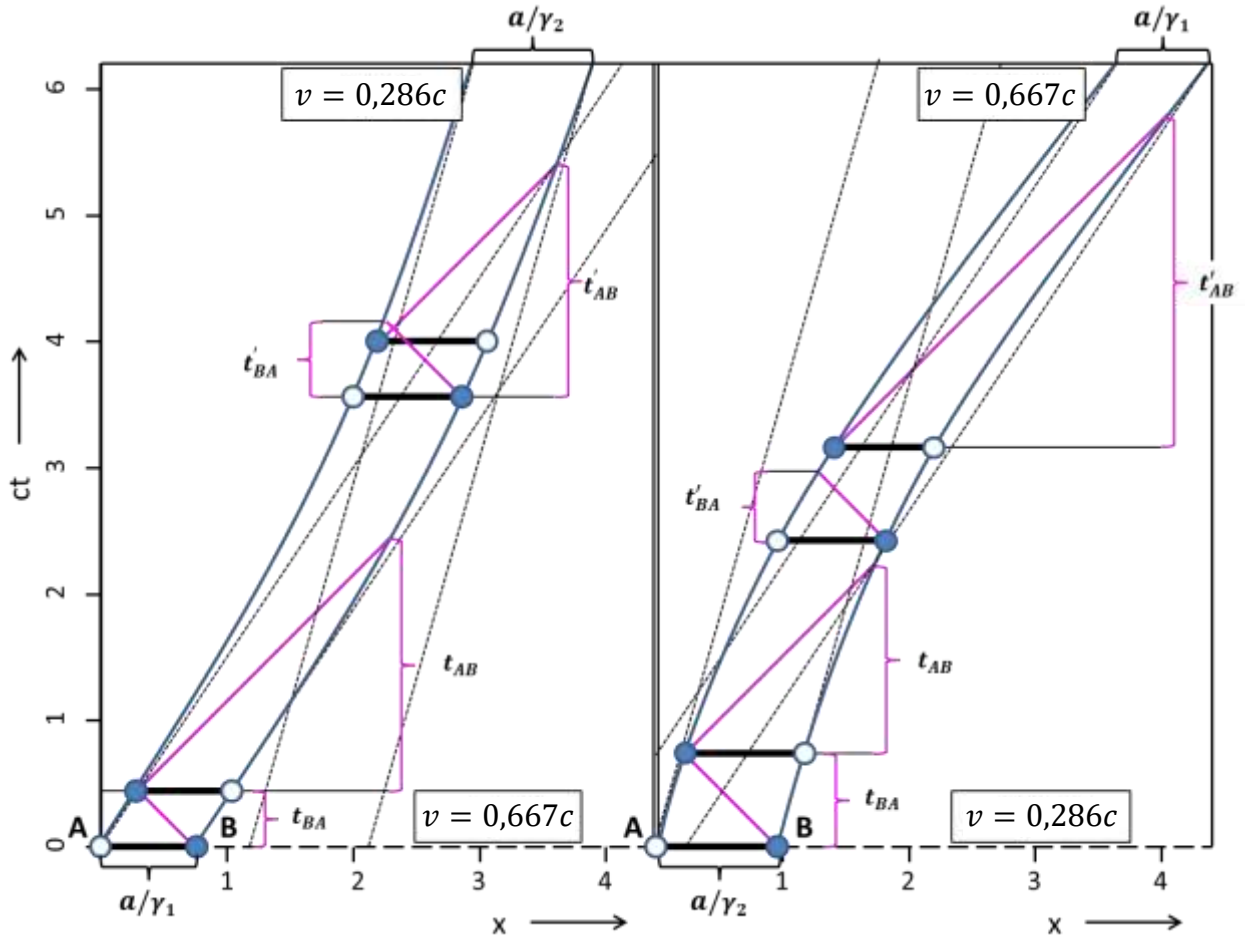 a/γ₂
a/γ₁
v = 0,286c
v = 0,667c
6
5
4
3
2
1
0
ct
t'AB
t'BA
tAB
tBA
t'AB
t'BA
tAB
tBA
v = 0,667c
v = 0,286c
A
B
A
B
1
2
3
4
1
2
3
4
a/γ₁
a/γ₂
x
x